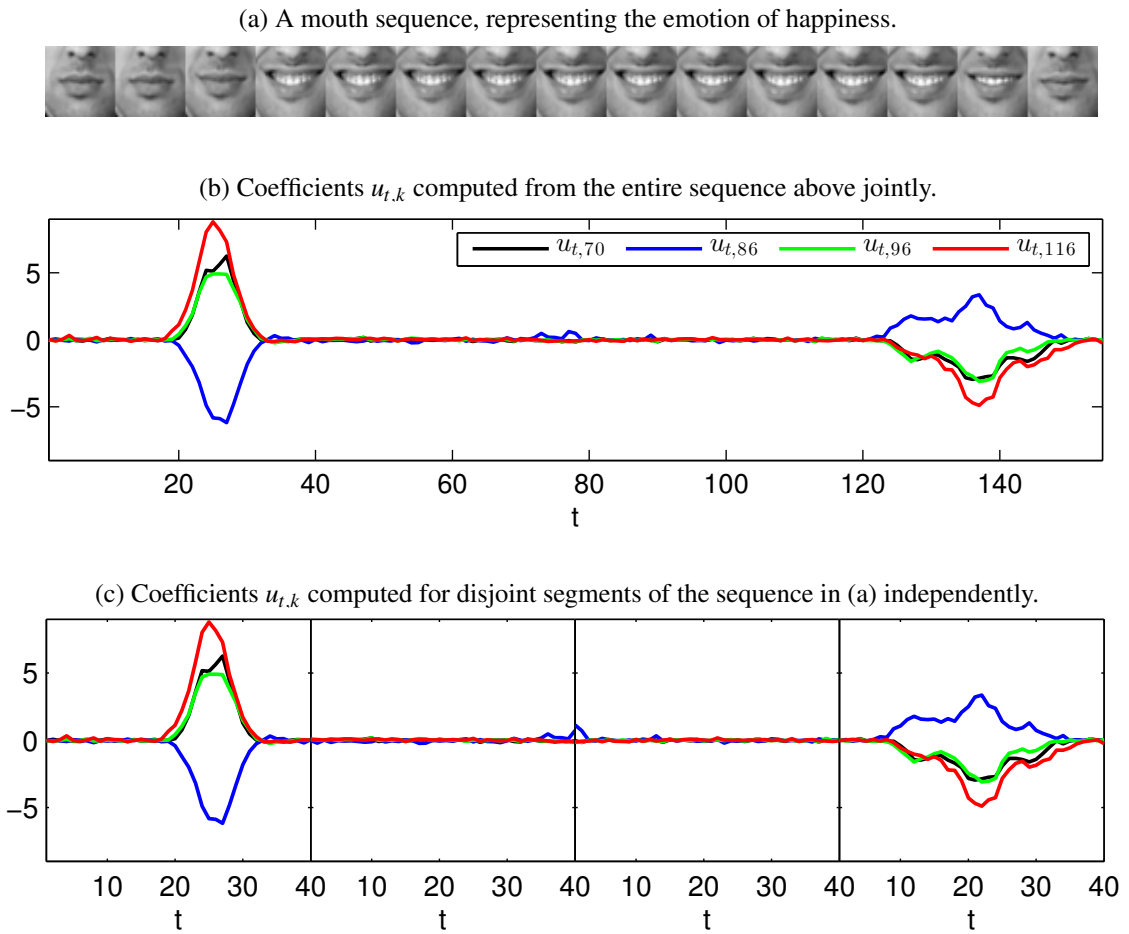 (a) A mouth sequence, representing the emotion of happiness.
(b) Coefficients u_{t,k} computed from the entire sequence above jointly.
u_{t,70} u_{t,86} u_{t,96} u_{t,116}
5
0
−5
20 40 60 80 100 120 140
t
(c) Coefficients u_{t,k} computed for disjoint segments of the sequence in (a) independently.
5
0
−5
10 20 30 10 20 30 40 10 20 30 40 10 20 30 40
t t t t